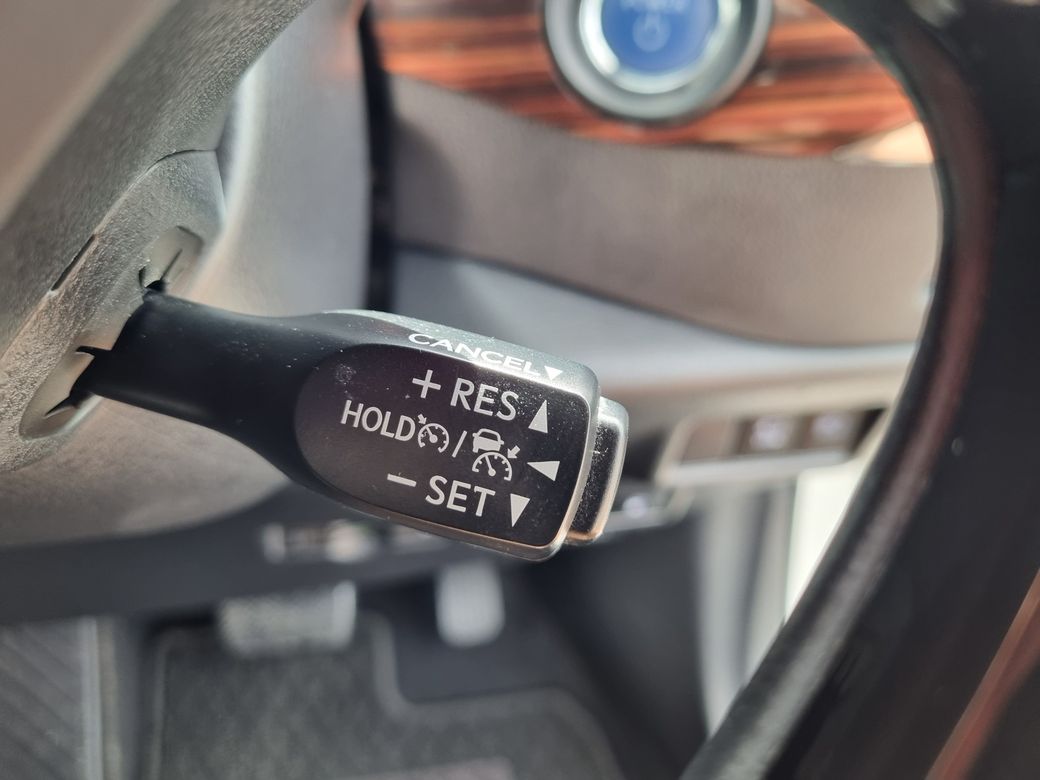 CANCEL▼
+ RES ▲
HOLD / ◀
− SET ▼